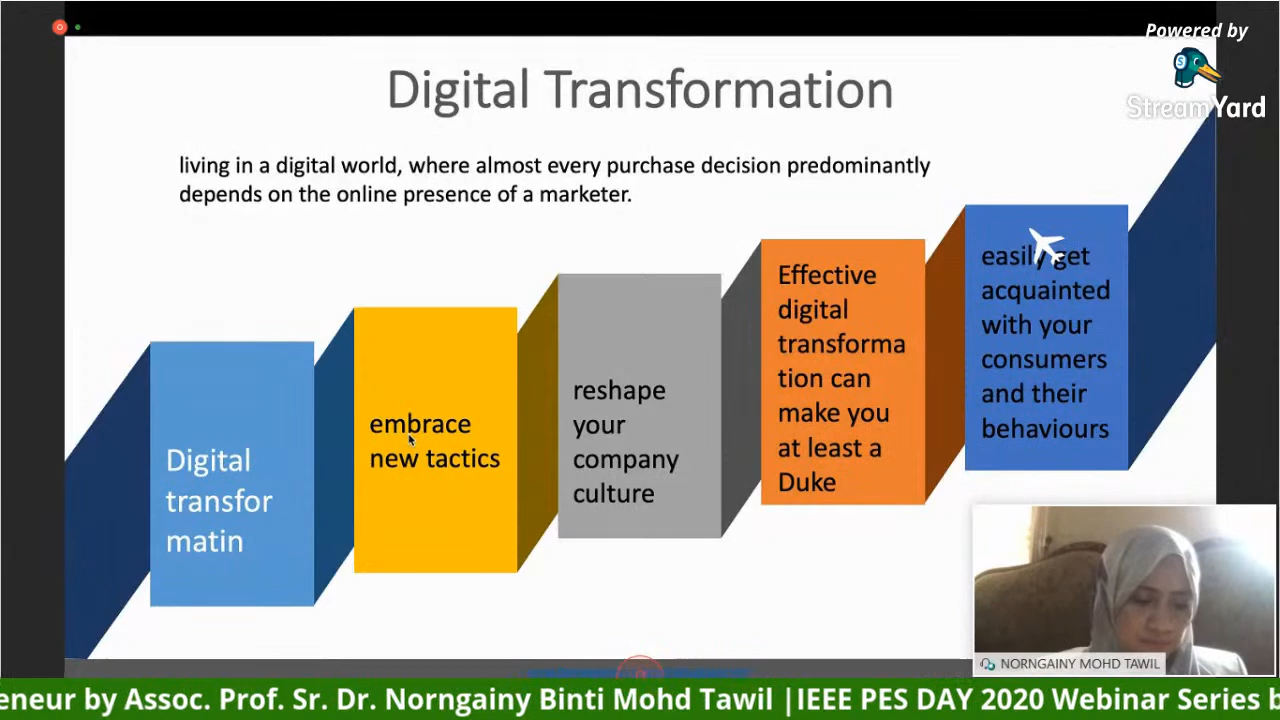 Powered by
StreamYard
Digital Transformation
living in a digital world, where almost every purchase decision predominantly
depends on the online presence of a marketer.
Digital
transfor
matin
embrace
new tactics
reshape
your
company
culture
Effective
digital
transforma
tion can
make you
at least a
Duke
easily get
acquainted
with your
consumers
and their
behaviours
NORNGAINY MOHD TAWIL
eneur by Assoc. Prof. Sr. Dr. Norngainy Binti Mohd Tawil |IEEE PES DAY 2020 Webinar Series b